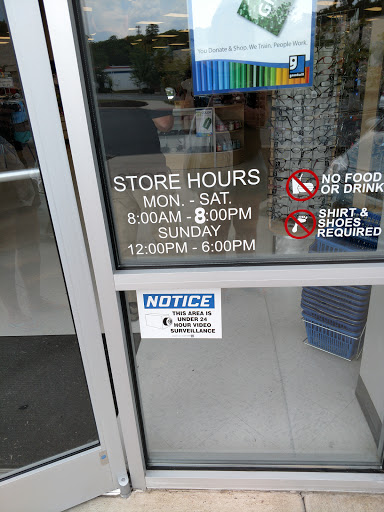 You Donate & Shop. We Train. People Work.
STORE HOURS
MON. - SAT.
8:00AM - 8:00PM
SUNDAY
12:00PM - 6:00PM
NO FOOD
OR DRINK
SHIRT &
SHOES
REQUIRED
NOTICE
THIS AREA IS
UNDER 24
HOUR VIDEO
SURVEILLANCE